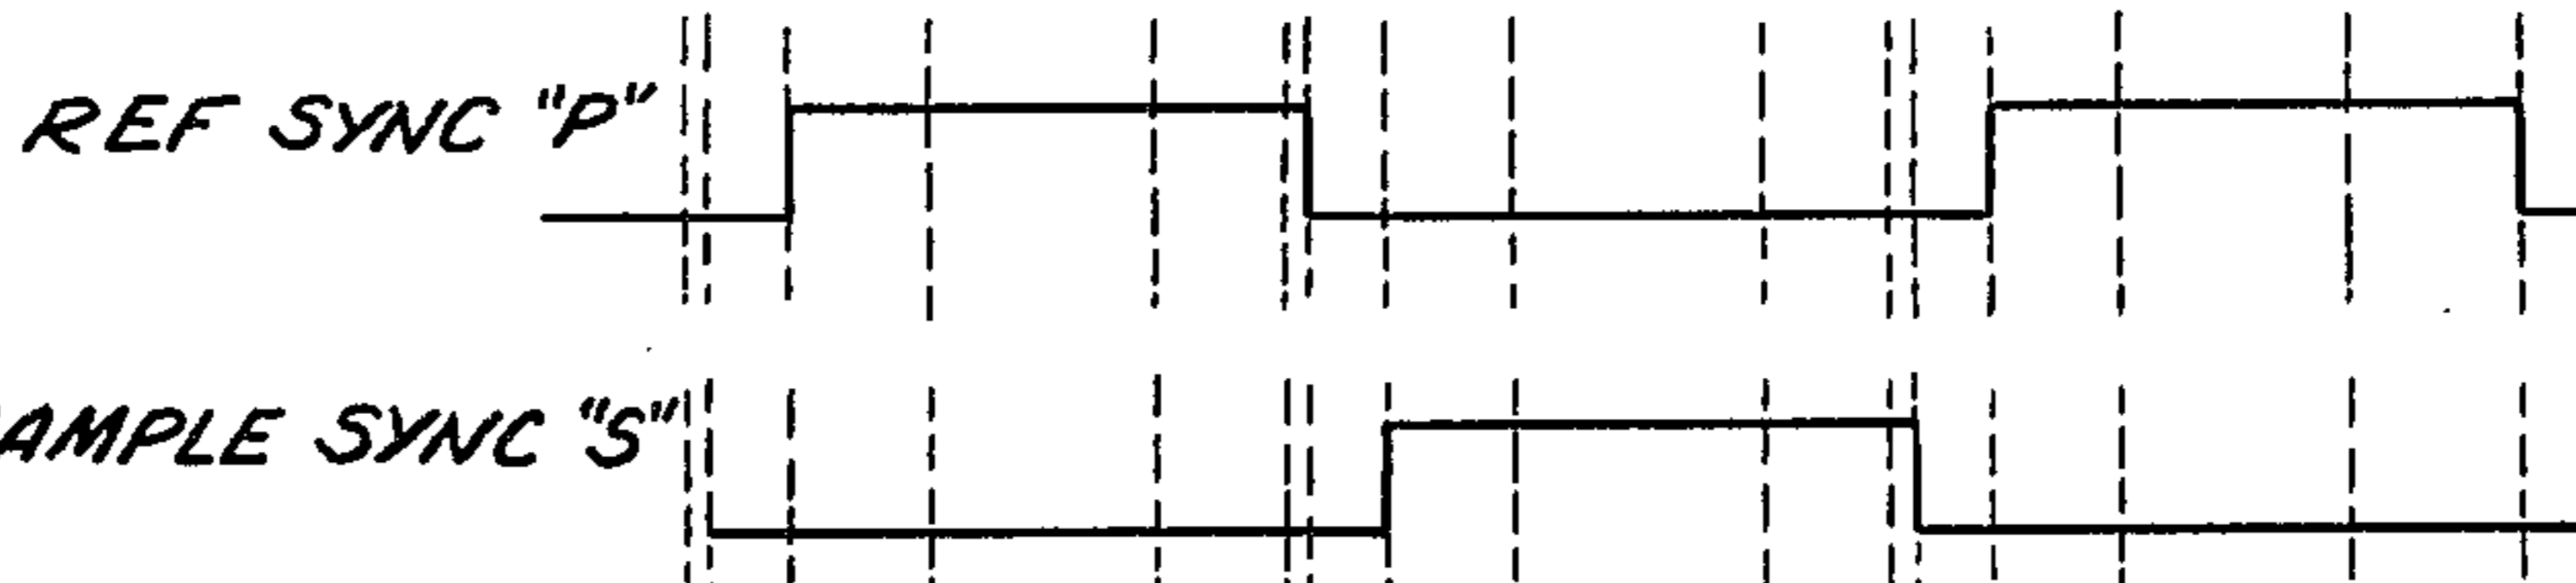 REF SYNC "P"
AMPLE SYNC "S"